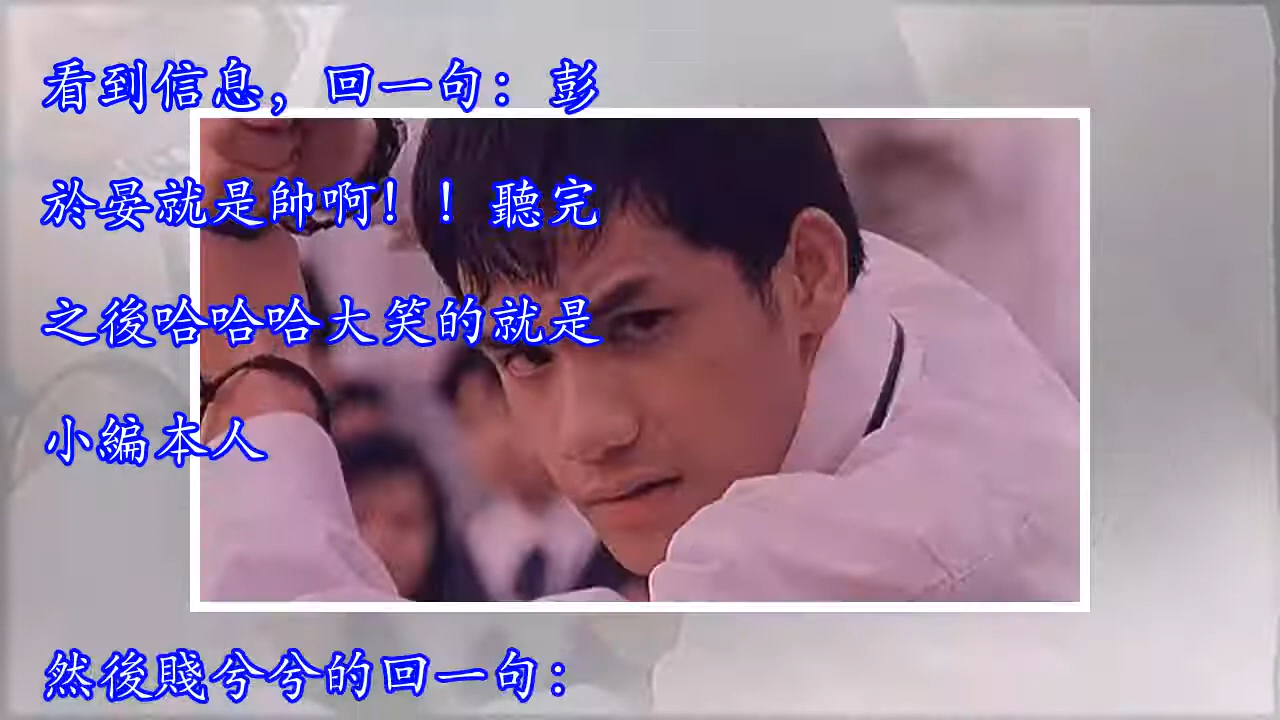 看到信息，回一句：彭
於晏就是帥啊！！聽完
之後哈哈哈大笑的就是
小編本人
然後賤兮兮的回一句：